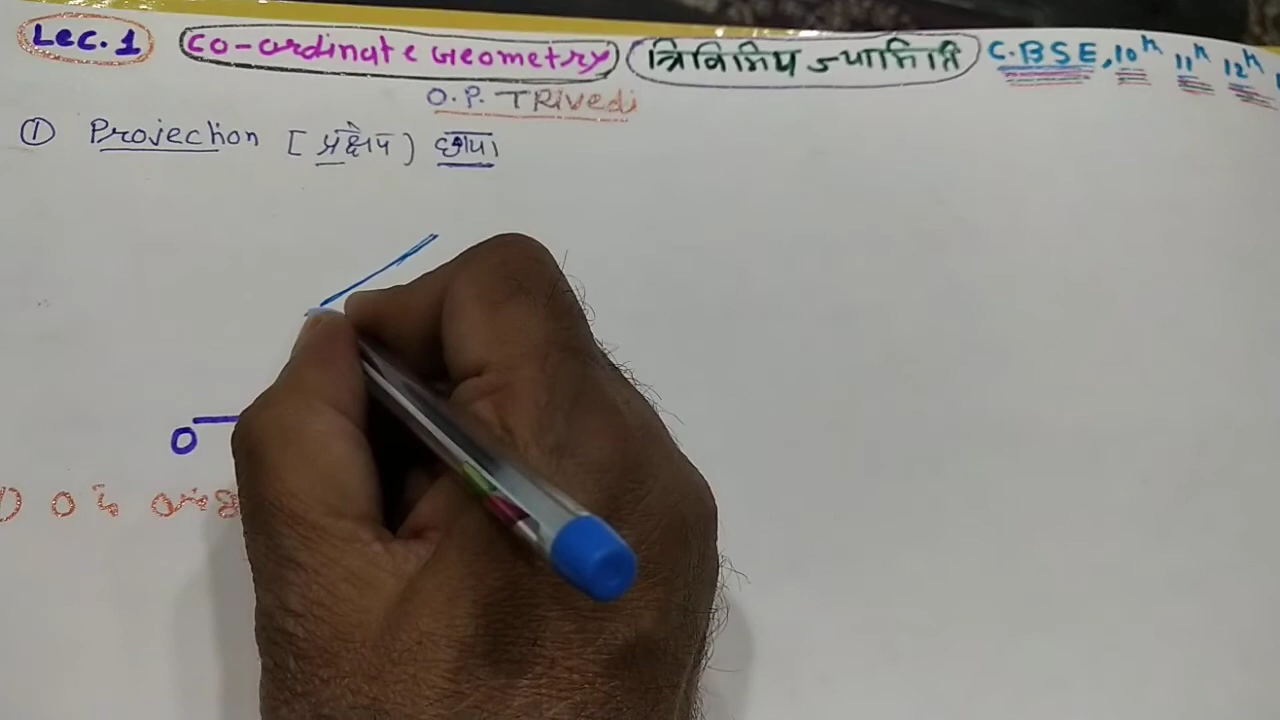 Lec.1 Co-ordinate Geometry त्रिविमिय ज्यामिति C.BSE, 10th 11th 12th
O.P. TRivedi
① Projection [प्रक्षेप) छाया
O